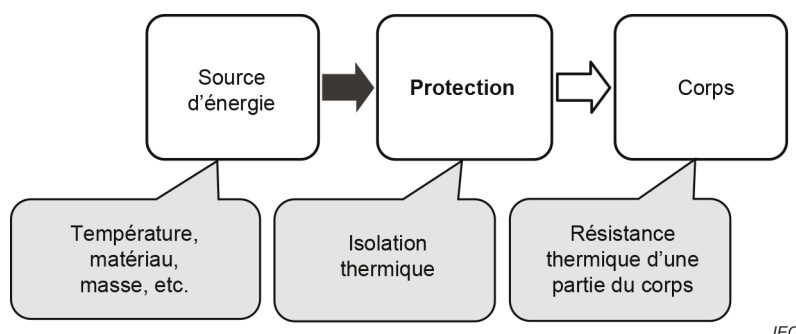 Source
d'énergie
Protection
Corps
Température,
matériau,
masse, etc.
Isolation
thermique
Résistance
thermique d'une
partie du corps
IEC